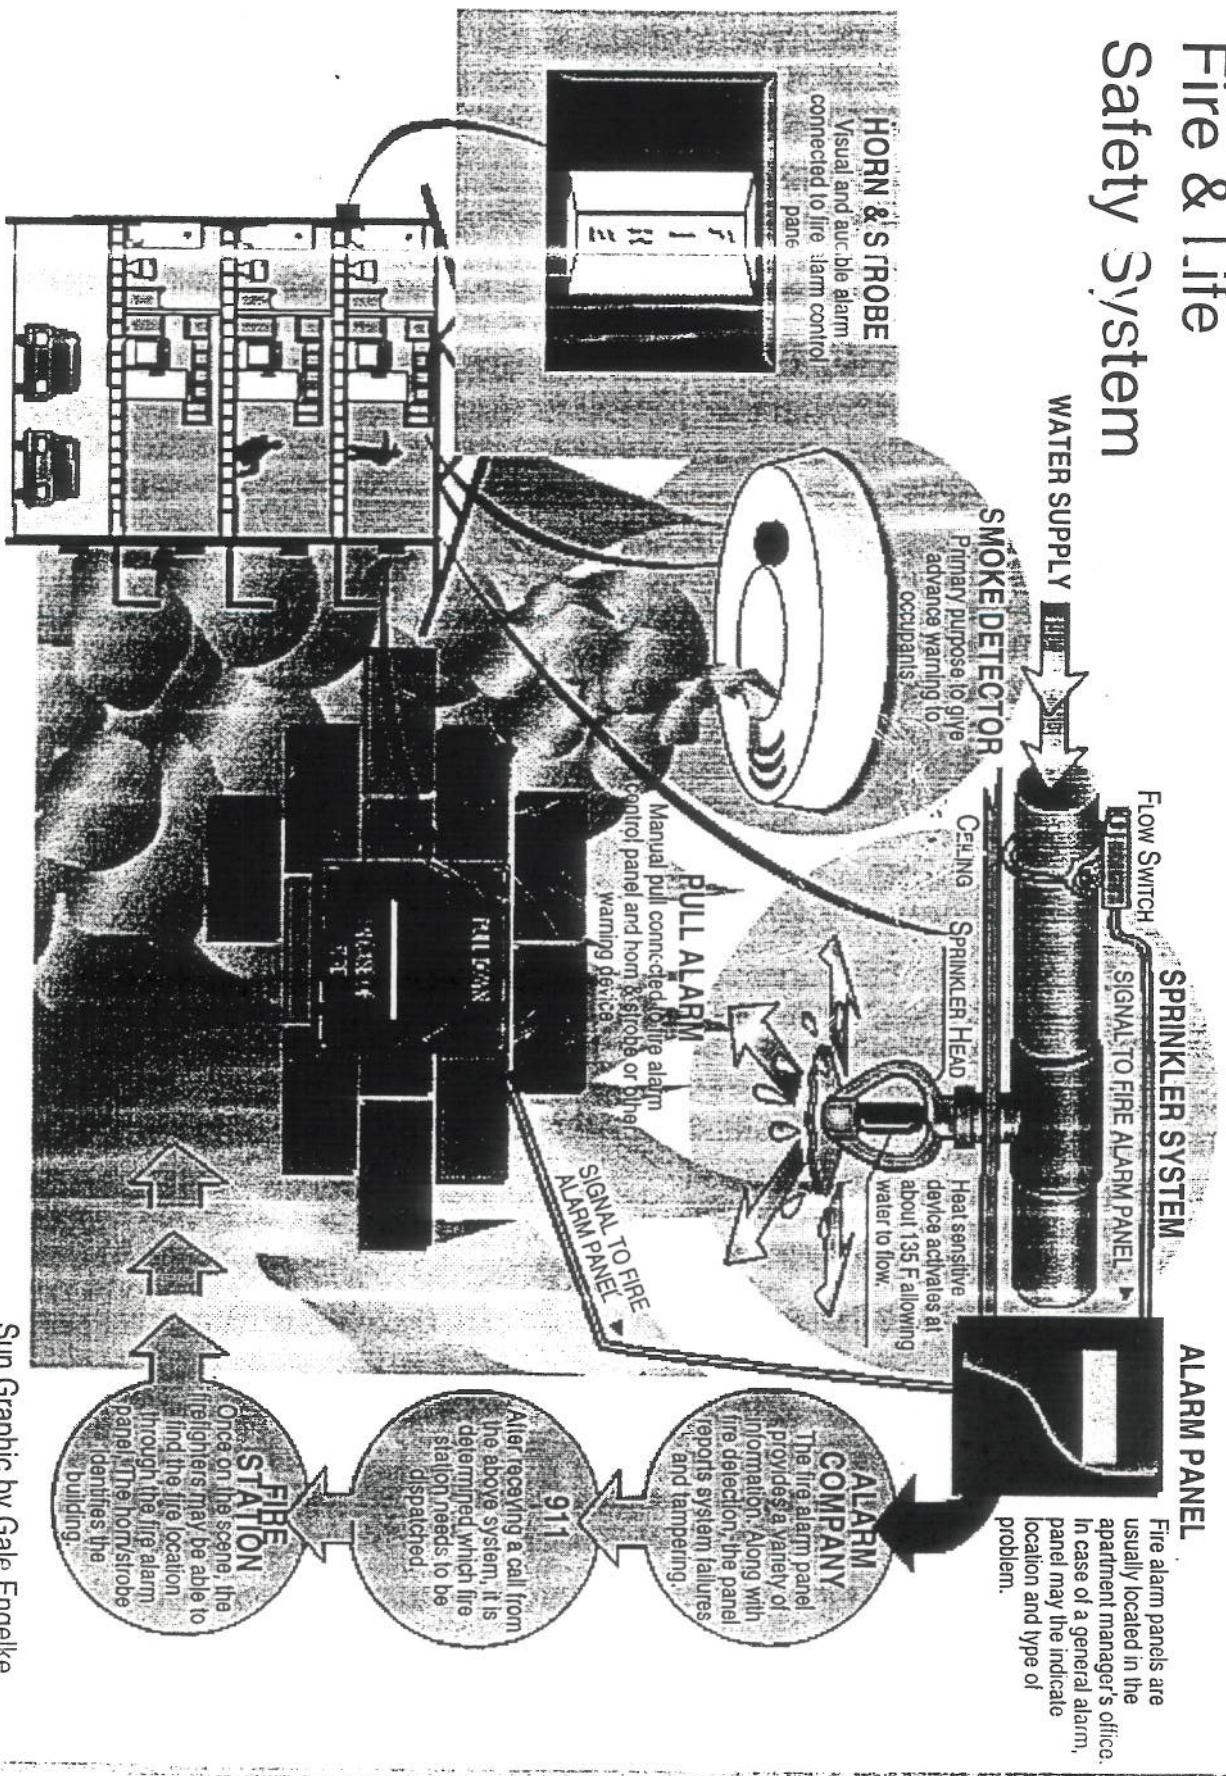 Fire & Life
Safety System
HORN & STROBE
Visual and audible alarm
connected to fire alarm control
pane
FIRE
WATER SUPPLY
SMOKE DETECTOR
Primary purpose to give
advance warning to
occupants
SPRINKLER SYSTEM
FLOW SWITCH
SIGNAL TO FIRE ALARM PANEL
CEILING
SPRINKLER HEAD
Heat sensitive
device activates at
about 135 F allowing
water to flow.
PULL ALARM
Manual pull connected to fire alarm
control panel, and horn & strobe or other
warning device
PULL DOWN
SIGNAL TO FIRE
ALARM PANEL
ALARM PANEL
Fire alarm panels are
usually located in the
apartment manager's office.
In case of a general alarm,
panel may the indicate
location and type of
problem.
ALARM
COMPANY
The fire alarm panel
provides a variety of
information. Along with
fire detection, the panel
reports system failures
and tampering.
911
After receiving a call from
the above system, it is
determined which fire
station needs to be
dispatched.
FIRE
STATION
Once on the scene, the
firefighters may be able to
find the fire location
through the fire alarm
panel. The horn/strobe
identifies the
building.
Sun Graphic by Gale Engelke